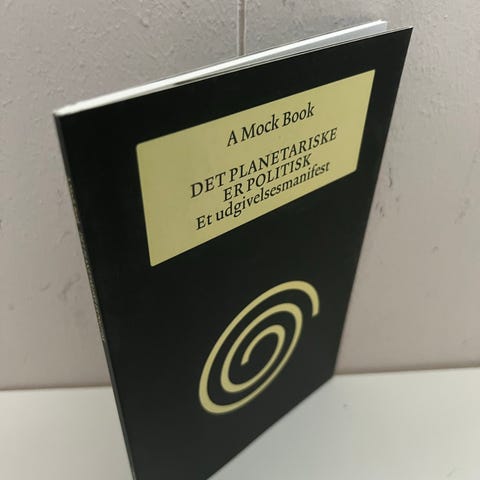 A Mock Book
DET PLANETARISKE
ER POLITISK
Et udgivelsesmanifest